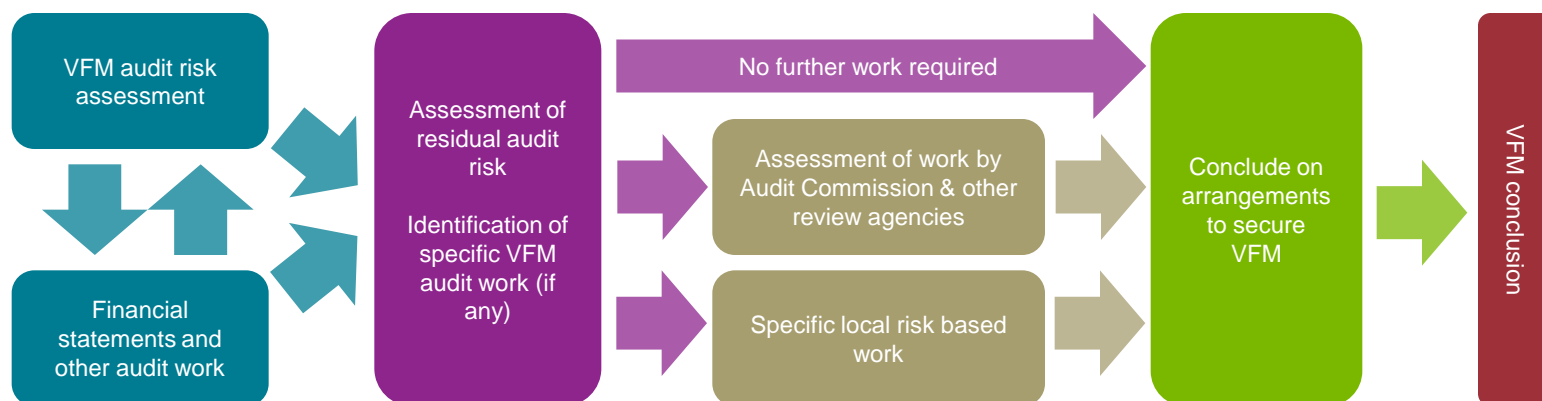 VFM audit risk
assessment
Financial
statements and
other audit work
Assessment of
residual audit
risk
Identification of
specific VFM
audit work (if
any)
No further work required
Assessment of work by
Audit Commission & other
review agencies
Specific local risk based
work
Conclude on
arrangements
to secure
VFM
VFM conclusion